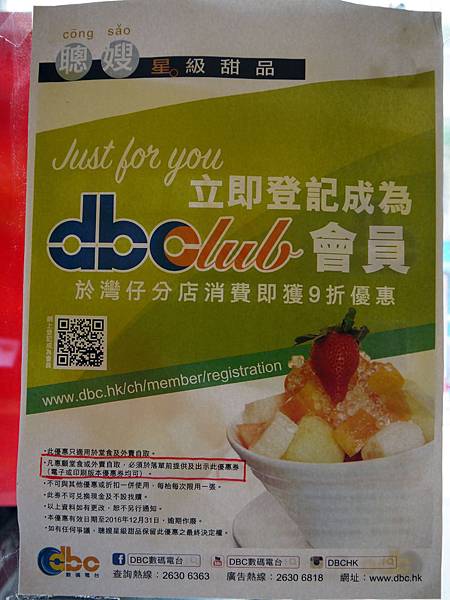 cōng sǎo
聰嫂星級甜品
Just for you
立即登記成為
dbClub 會員
於灣仔分店消費即獲9折優惠
網上登記成為會員
www.dbc.hk/ch/member/registration
•此優惠只適用於堂食及外賣自取。
•凡惠顧堂食或外賣自取，必須於落單前提供及出示此優惠券
（電子或印刷版本優惠券均可）。
•不可與其他優惠或折扣一併使用，每枱每次限用一張。
•此券不可兌換現金及不設找續。
•以上資料如有更改，恕不另行通知。
•本優惠有效日期至2016年12月31日，逾期作廢。
•如有任何爭議，聰嫂星級甜品保留此優惠之最終決定權。
dbc
數碼電台
DBC數碼電台
DBC數碼電台
DBCHK
查詢熱線：2630 6363
廣告熱線：2630 6818
網址：www.dbc.hk